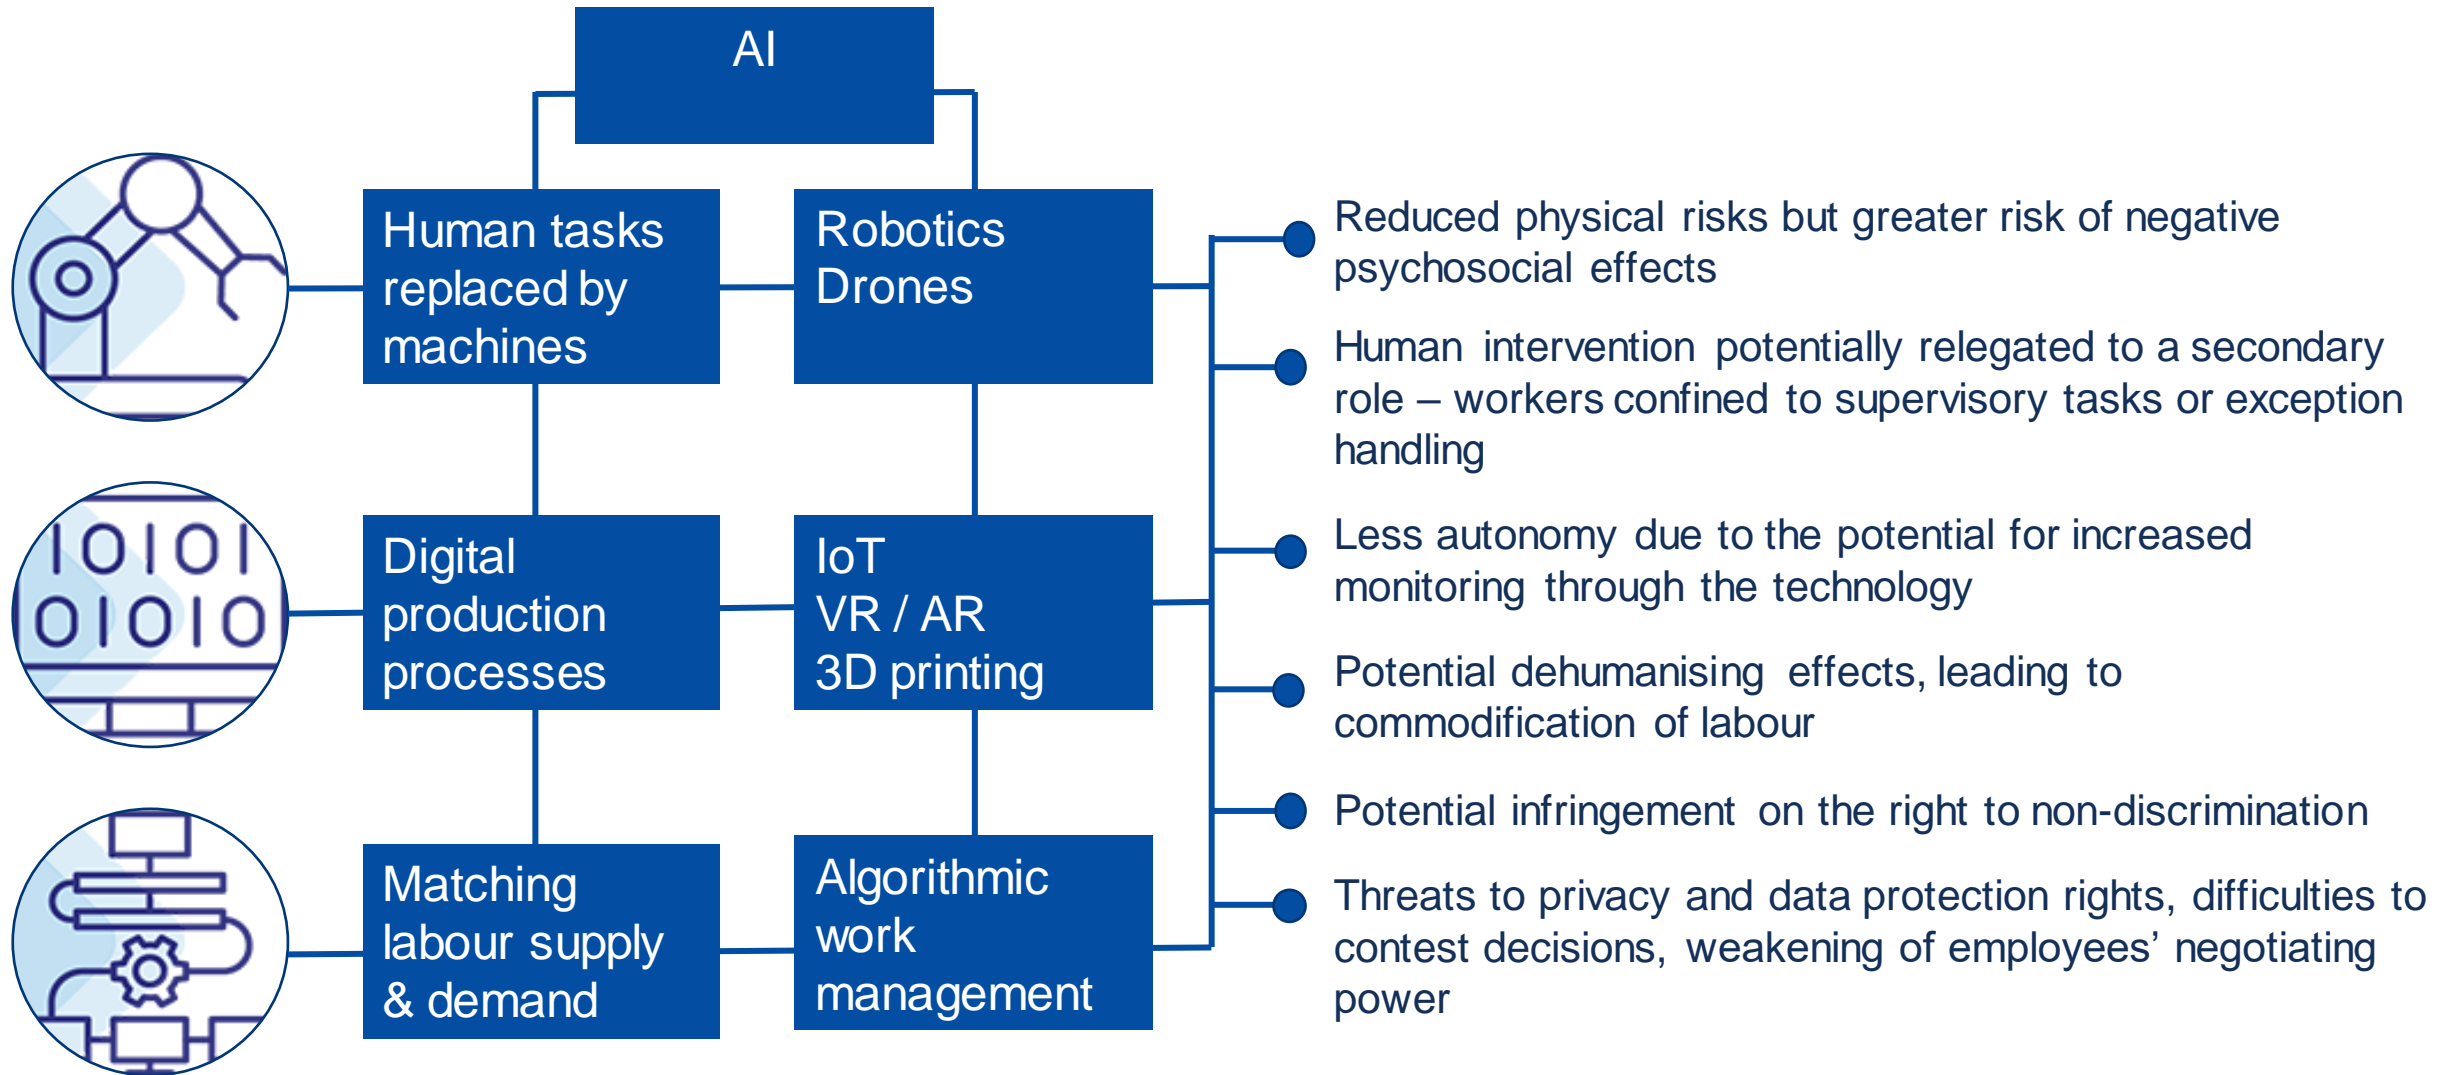 AI
Human tasks
replaced by
machines
Robotics
Drones
Reduced physical risks but greater risk of negative
psychosocial effects
Human intervention potentially relegated to a secondary
role – workers confined to supervisory tasks or exception
handling
IOIOI
OIOIO
Digital
production
processes
IoT
VR / AR
3D printing
Less autonomy due to the potential for increased
monitoring through the technology
Potential dehumanising effects, leading to
commodification of labour
Matching
labour supply
& demand
Algorithmic
work
management
Potential infringement on the right to non-discrimination
Threats to privacy and data protection rights, difficulties to
contest decisions, weakening of employees’ negotiating
power